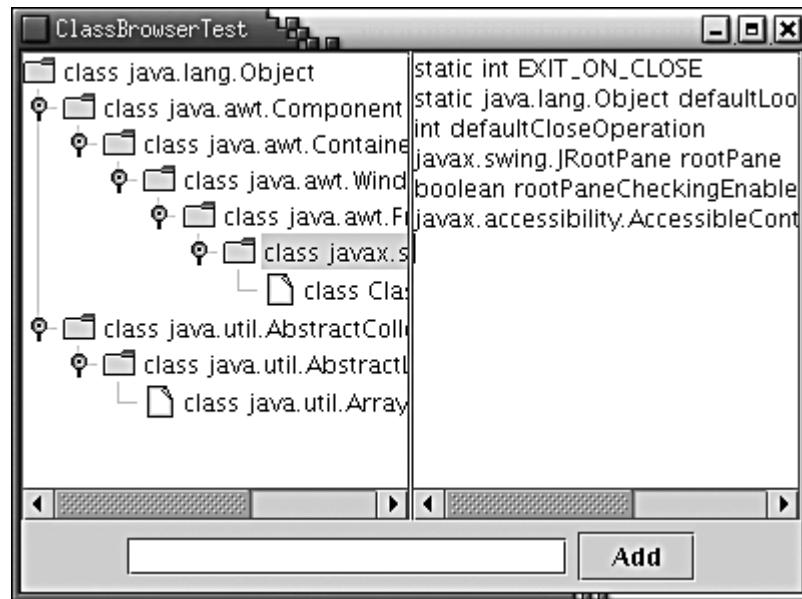 ClassBrowserTest
class java.lang.Object
class java.awt.Component
class java.awt.Containe
class java.awt.Wind
class java.awt.F
class javax.s
class Clas
class java.util.AbstractColl
class java.util.AbstractL
class java.util.Array
static int EXIT_ON_CLOSE
static java.lang.Object defaultLoo
int defaultCloseOperation
javax.swing.JRootPane rootPane
boolean rootPaneCheckingEnable
javax.accessibility.AccessibleCont
Add